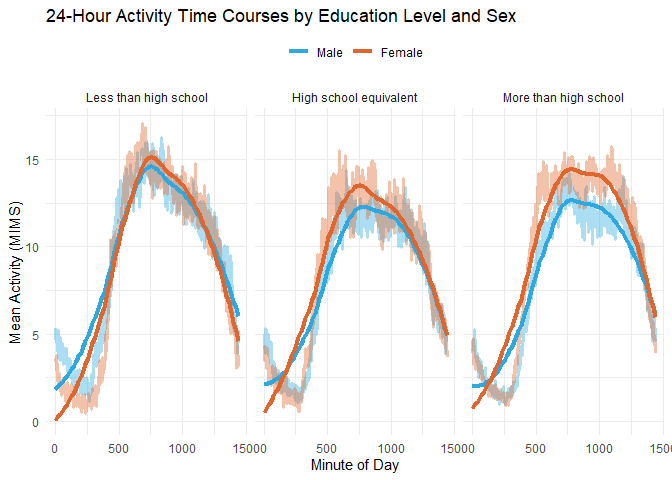 24-Hour Activity Time Courses by Education Level and Sex
Male Female
Less than high school High school equivalent More than high school
Mean Activity (MIMS)
15
10
5
0
0 500 1000 1500 500 1000 1500 500 1000 1500
Minute of Day